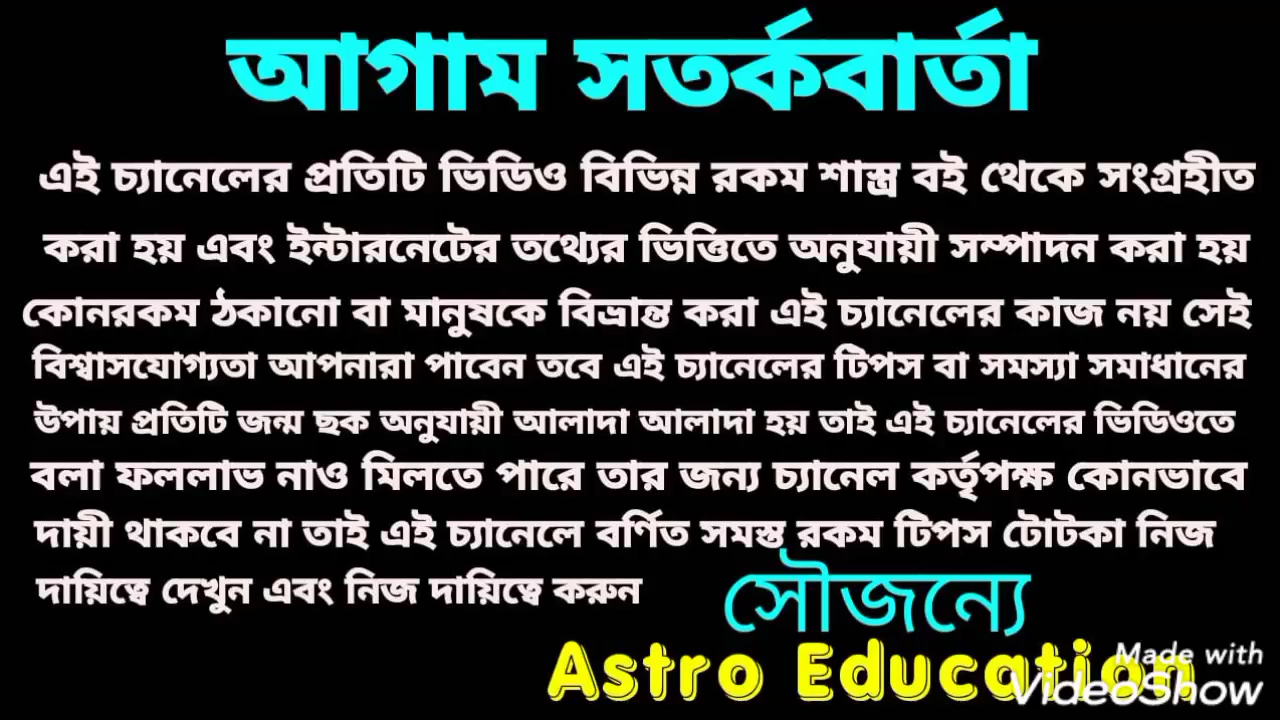 আগাম সতর্কবার্তা
এই চ্যানেলের প্রতিটি ভিডিও বিভিন্ন রকম শাস্ত্র বই থেকে সংগ্রহীত
করা হয় এবং ইন্টারনেটের তথ্যের ভিত্তিতে অনুযায়ী সম্পাদন করা হয়
কোনরকম ঠকানো বা মানুষকে বিভ্রান্ত করা এই চ্যানেলের কাজ নয় সেই
বিশ্বাসযোগ্যতা আপনারা পাবেন তবে এই চ্যানেলের টিপস বা সমস্যা সমাধানের
উপায় প্রতিটি জন্ম ছক অনুযায়ী আলাদা আলাদা হয় তাই এই চ্যানেলের ভিডিওতে
বলা ফললাভ নাও মিলতে পারে তার জন্য চ্যানেল কর্তৃপক্ষ কোনভাবে
দায়ী থাকবে না তাই এই চ্যানেলে বর্ণিত সমস্ত রকম টিপস টোটকা নিজ
দায়িত্বে দেখুন এবং নিজ দায়িত্বে করুন
সৌজন্যে
Astro Education
Made with
VideoShow